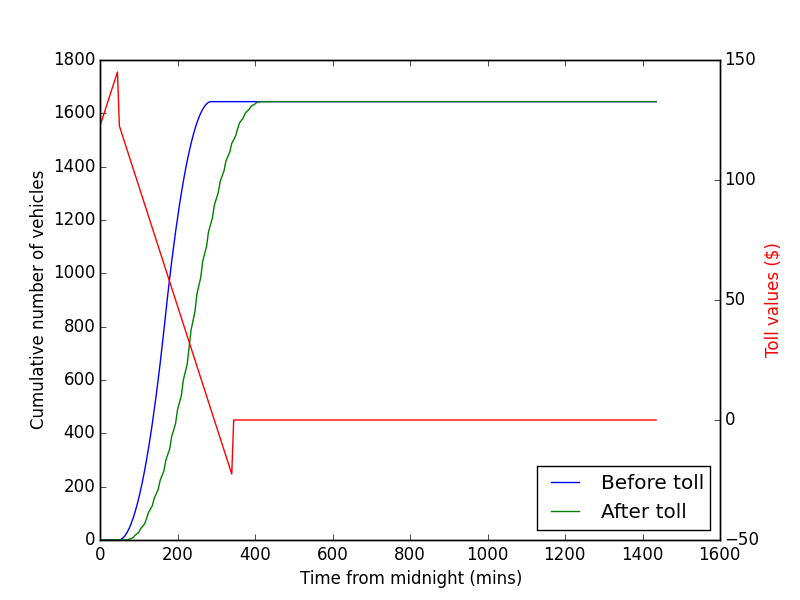 1800
1600
1400
1200
1000
800
600
400
200
0
Cumulative number of vehicles
150
100
50
0
−50
Toll values ($)
Before toll
After toll
0 200 400 600 800 1000 1200 1400 1600
Time from midnight (mins)